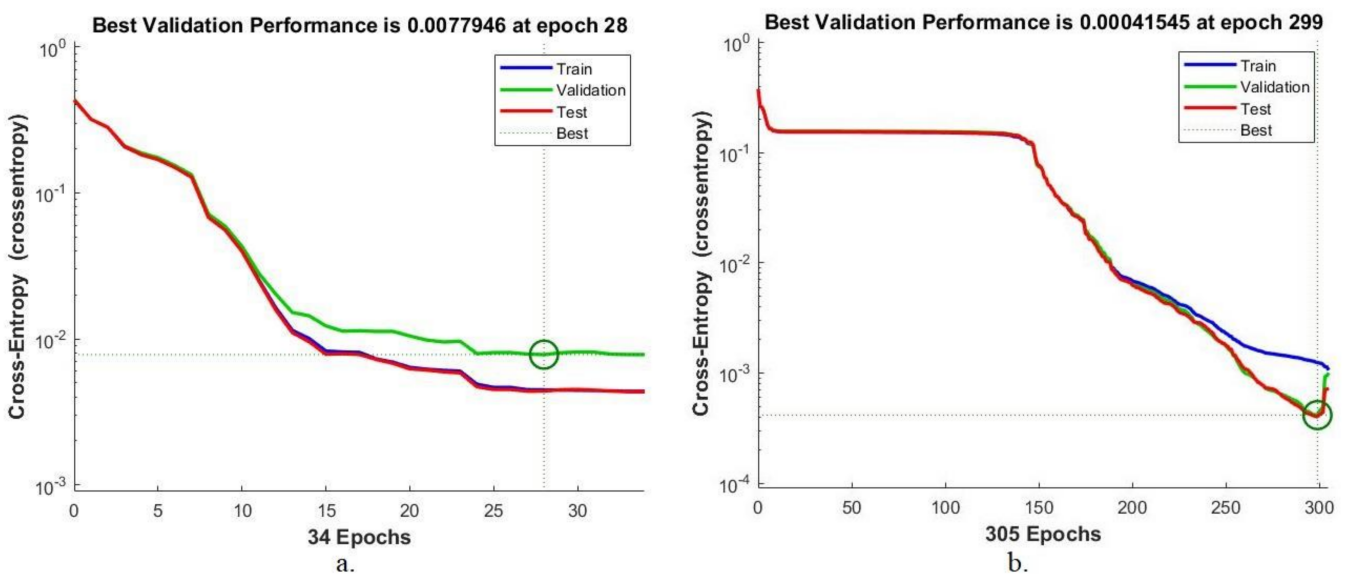 Best Validation Performance is 0.0077946 at epoch 28
10^0
10^-1
10^-2
10^-3
Cross-Entropy (crossentropy)
Train
Validation
Test
Best
0 5 10 15 20 25 30
34 Epochs
a.
Best Validation Performance is 0.00041545 at epoch 299
10^0
10^-1
10^-2
10^-3
10^-4
Cross-Entropy (crossentropy)
Train
Validation
Test
Best
0 50 100 150 200 250 300
305 Epochs
b.